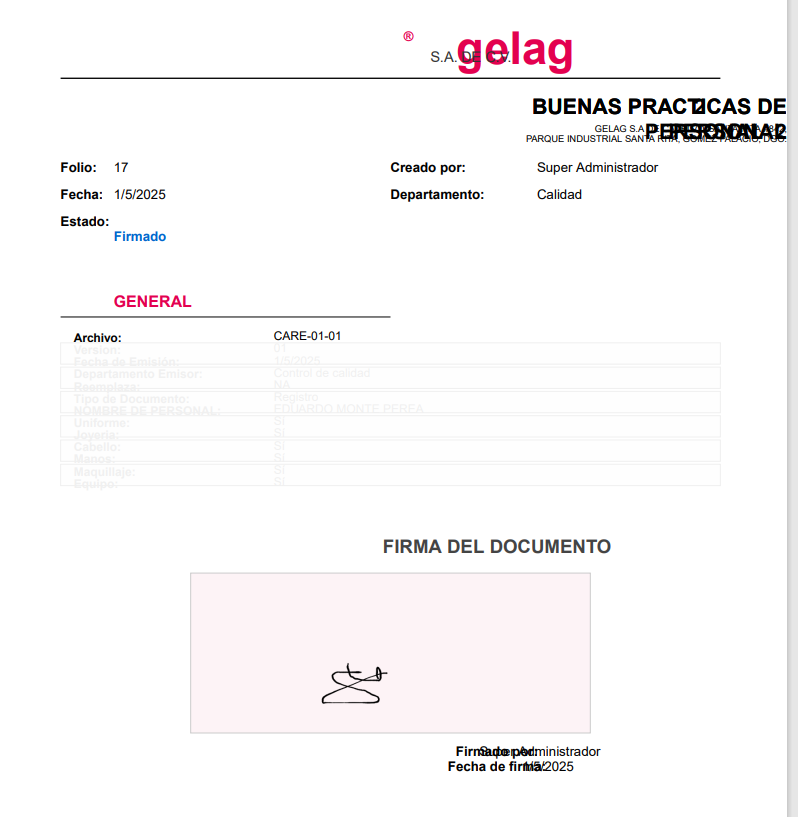 ® gelag
S.A. DE C.V.
BUENAS PRACTICAS DE
PERSONAL
GELAG S.A DE
PARQUE INDUSTRIAL SANTA RITA, GOMEZ PALACIO, DGO.
Folio: 17 Creado por: Super Administrador
Fecha: 1/5/2025 Departamento: Calidad
Estado:
Firmado
GENERAL
Archivo: CARE-01-01
Versión: 01
Fecha de Emisión: 1/5/2025
Departamento Emisor: Control de calidad
Reemplaza: NA
Tipo de Documento: Registro
NOMBRE DE PERSONAL: EDUARDO MONTE PEREA
Uniforme: SI
Joyería: SI
Cabello: SI
Manos: SI
Maquillaje: SI
Equipo: SI
FIRMA DEL DOCUMENTO
Firmado por: Super Administrador
Fecha de firma: 1/5/2025